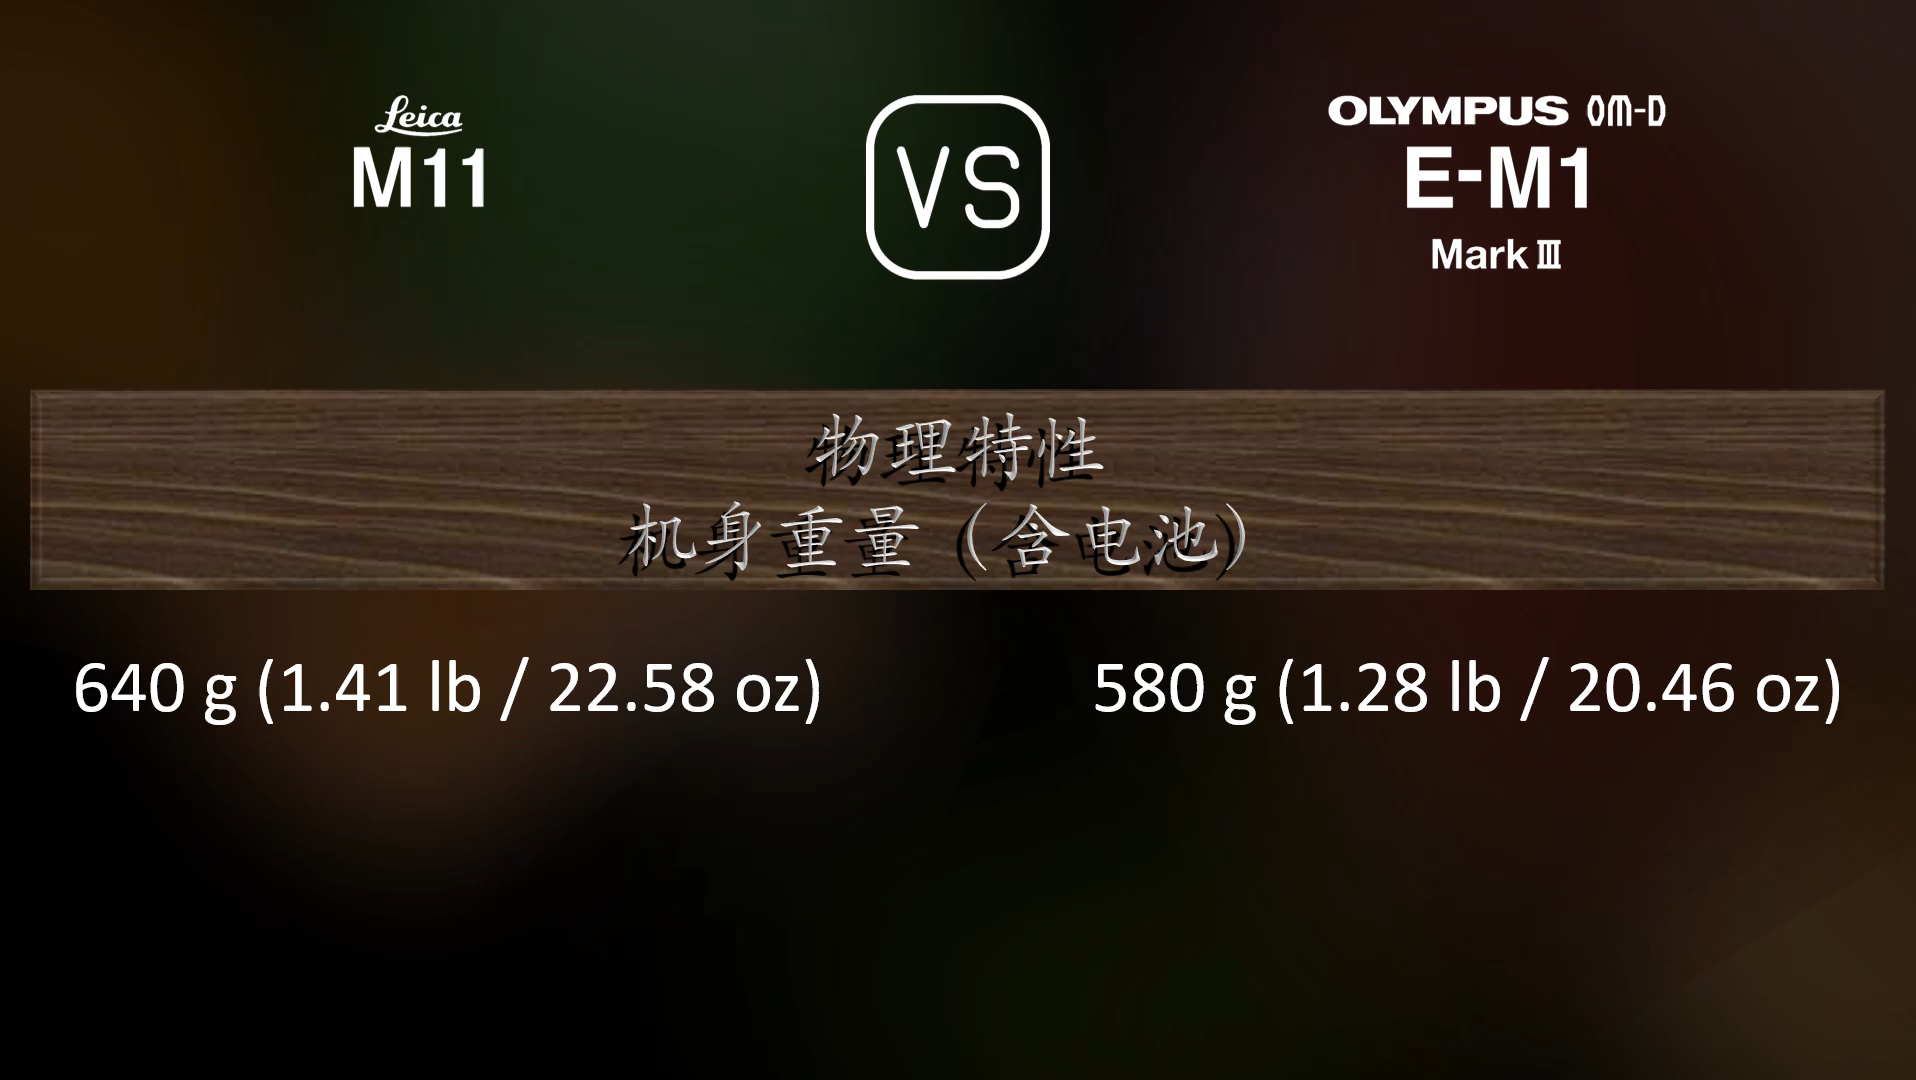 Leica
M11
VS
OLYMPUS OM-D
E-M1
Mark III
物理特性
机身重量（含电池）
640 g (1.41 lb / 22.58 oz)
580 g (1.28 lb / 20.46 oz)